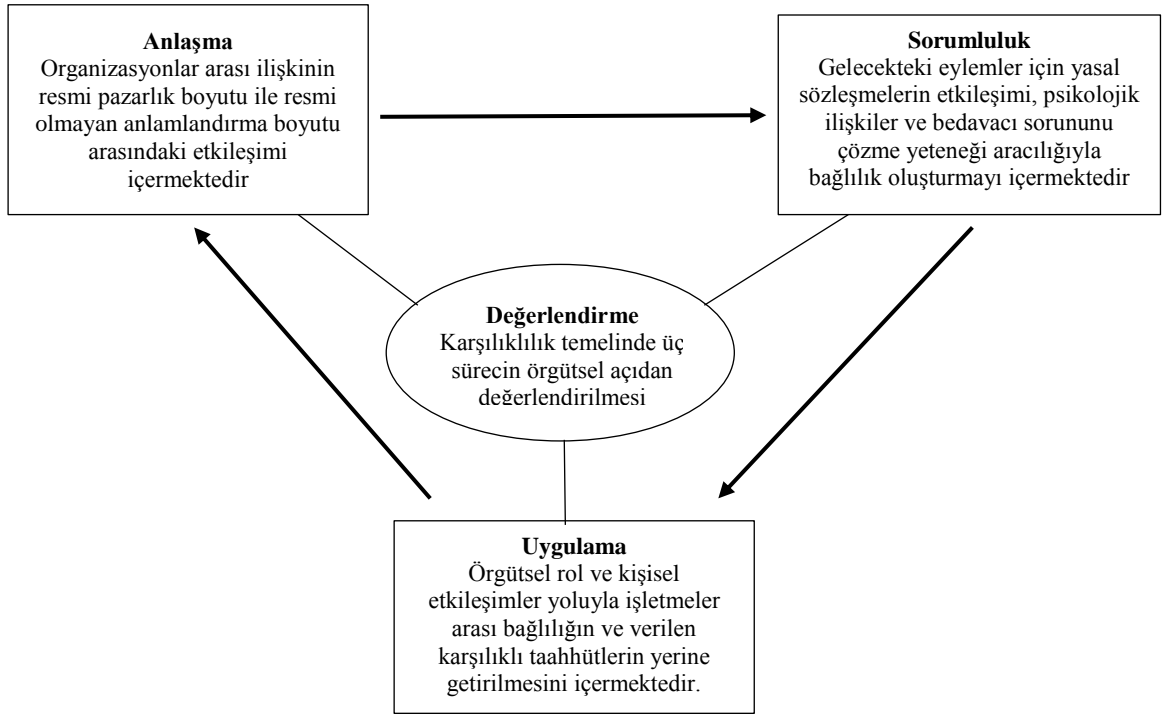 Anlaşma
Organizasyonlar arası ilişkinin
resmi pazarlık boyutu ile resmi
olmayan anlamlandırma boyutu
arasındaki etkileşimi
içermektedir
Sorumluluk
Gelecekteki eylemler için yasal
sözleşmelerin etkileşimi, psikolojik
ilişkiler ve bedavacı sorununu
çözme yeteneği aracılığıyla
bağlılık oluşturmayı içermektedir
Değerlendirme
Karşılıklılık temelinde üç
sürecin örgütsel açıdan
değerlendirilmesi
Uygulama
Örgütsel rol ve kişisel
etkileşimler yoluyla işletmeler
arası bağlılığın ve verilen
karşılıklı taahhütlerin yerine
getirilmesini içermektedir.